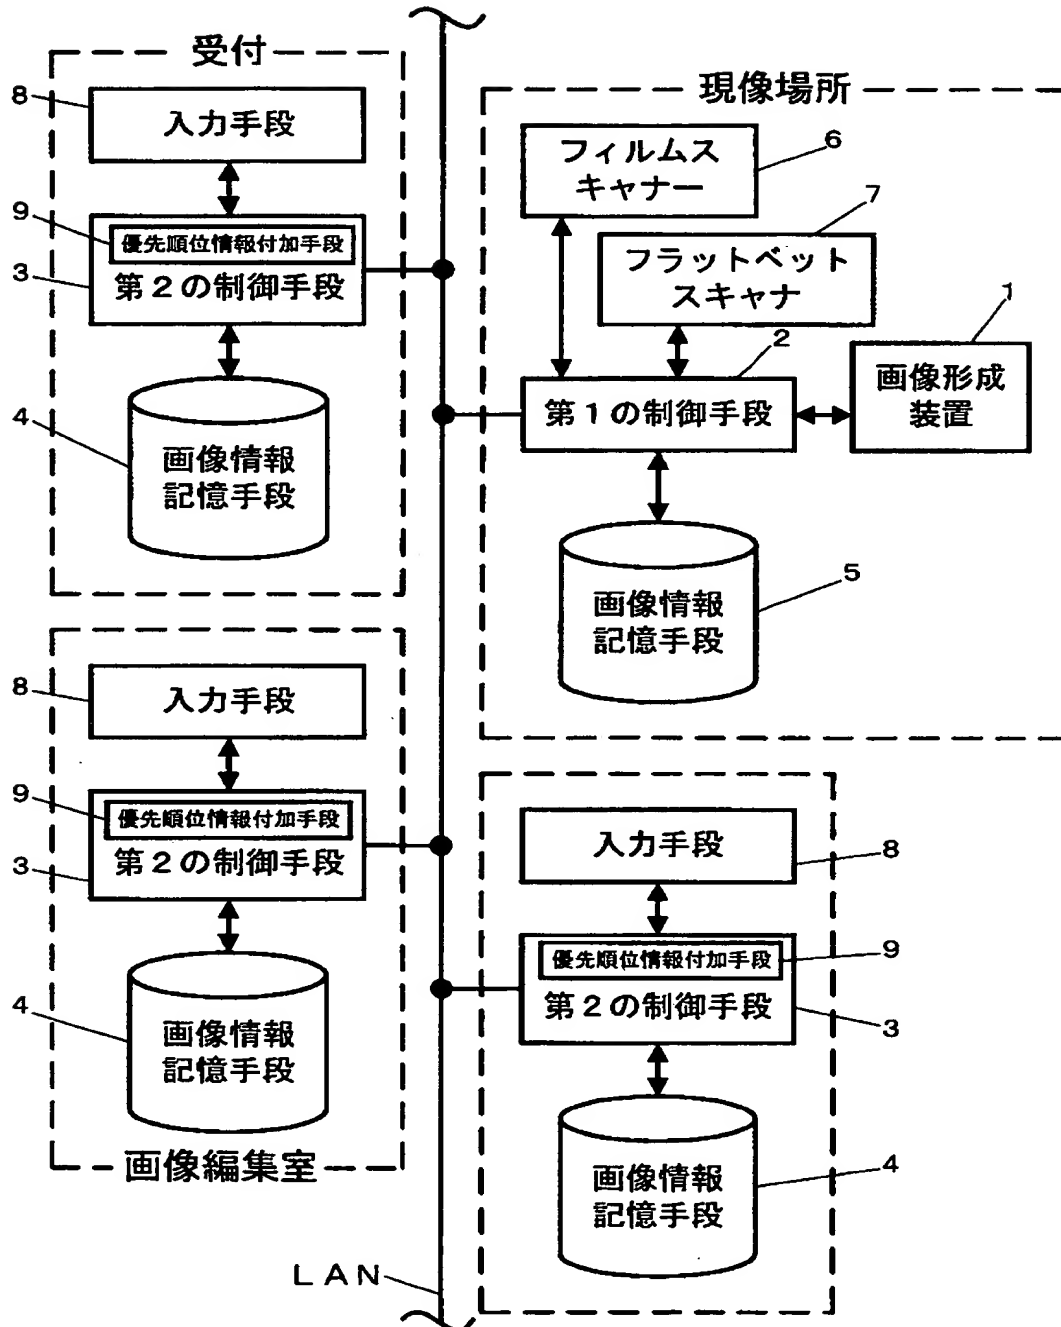 受付
8
入力手段
9
優先順位情報付加手段
3
第2の制御手段
4
画像情報
記憶手段
現像場所
フィルムス
キャナー
6
7
フラットベット
スキャナ
1
2
画像形成
装置
第1の制御手段
画像情報
記憶手段
5
8
入力手段
9
優先順位情報付加手段
3
第2の制御手段
4
画像情報
記憶手段
画像編集室
入力手段
8
優先順位情報付加手段
9
第2の制御手段
3
画像情報
記憶手段
4
LAN